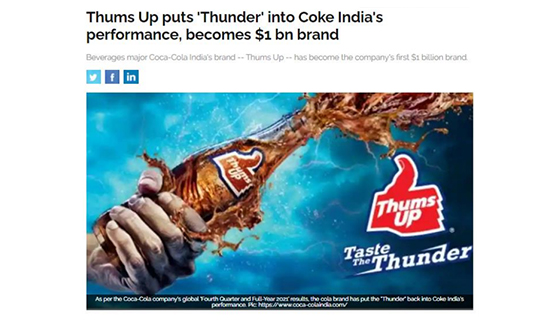 Thums Up puts 'Thunder' into Coke India's
performance, becomes $1 bn brand
Beverages major Coca-Cola India's brand -- Thums Up -- has become the company's first $1 billion brand.
Thums
UP
Thums
UP
®
Taste
The Thunder
As per the Coca-Cola company's global 'Fourth Quarter and Full-Year 2021' results, the cola brand has put the "Thunder" back into Coke India's
performance. Pic: https://www.coca-colaindia.com/